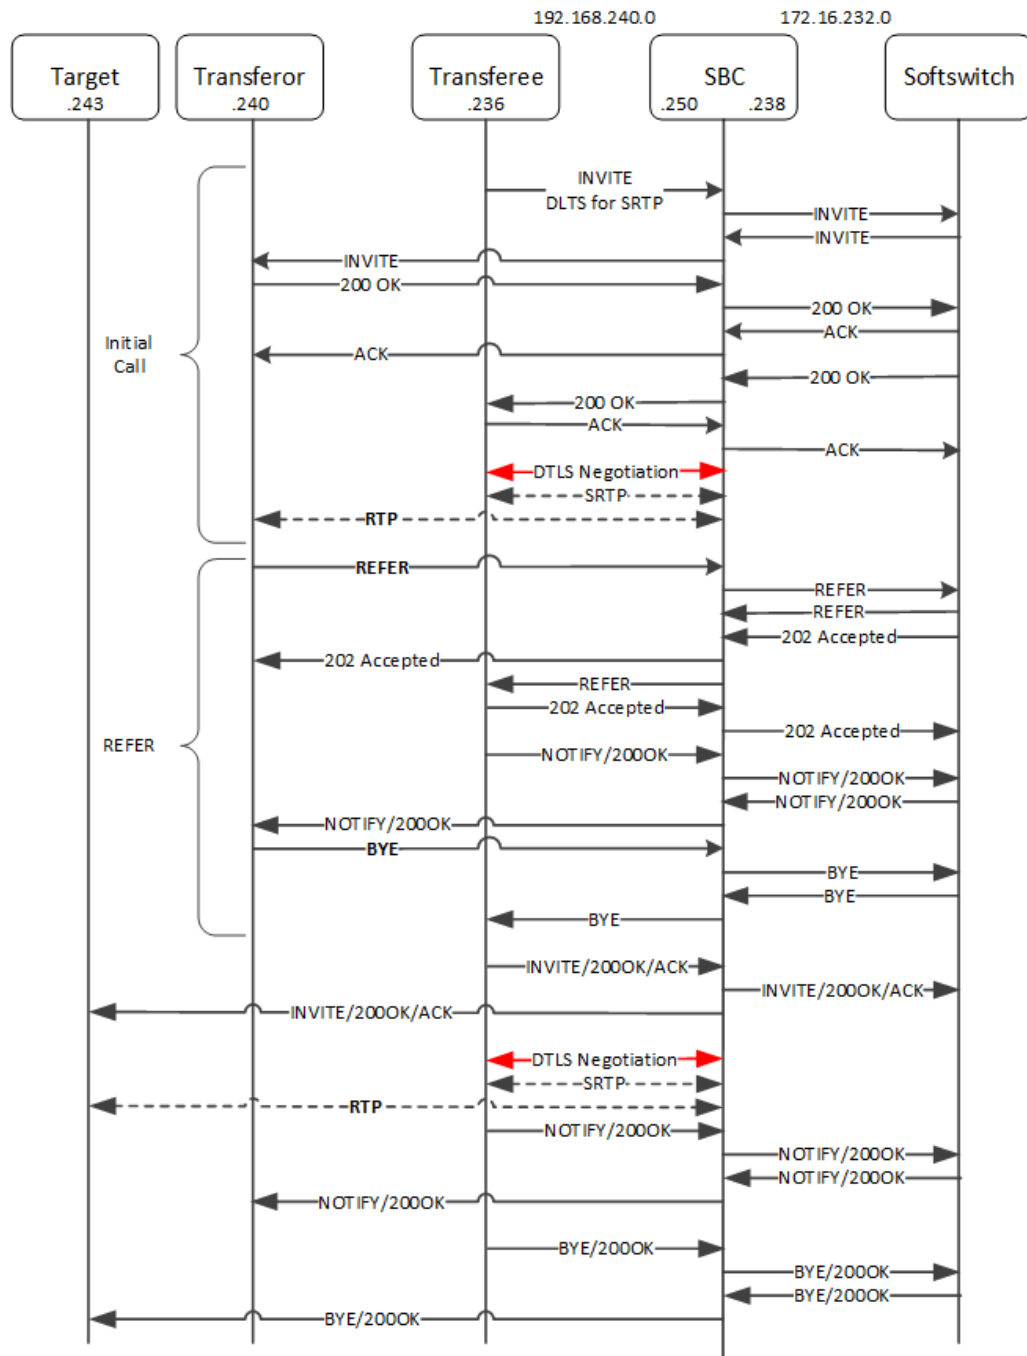 192.168.240.0 172.16.232.0
Target Transferor Transferee SBC Softswitch
.243 .240 .236 .250 .238
INVITE
DLTS for SRTP
INVITE
INVITE
INVITE
200 OK
200 OK
Initial
Call
ACK
ACK
200 OK
200 OK
ACK
ACK
DTLS Negotiation
SRTP
RTP
REFER
REFER
REFER
202 Accepted
202 Accepted
REFER
202 Accepted
202 Accepted
REFER
NOTIFY/200OK
NOTIFY/200OK
NOTIFY/200OK
NOTIFY/200OK
BYE
BYE
BYE
BYE
INVITE/200OK/ACK
INVITE/200OK/ACK
INVITE/200OK/ACK
DTLS Negotiation
SRTP
RTP
NOTIFY/200OK
NOTIFY/200OK
NOTIFY/200OK
NOTIFY/200OK
BYE/200OK
BYE/200OK
BYE/200OK
BYE/200OK